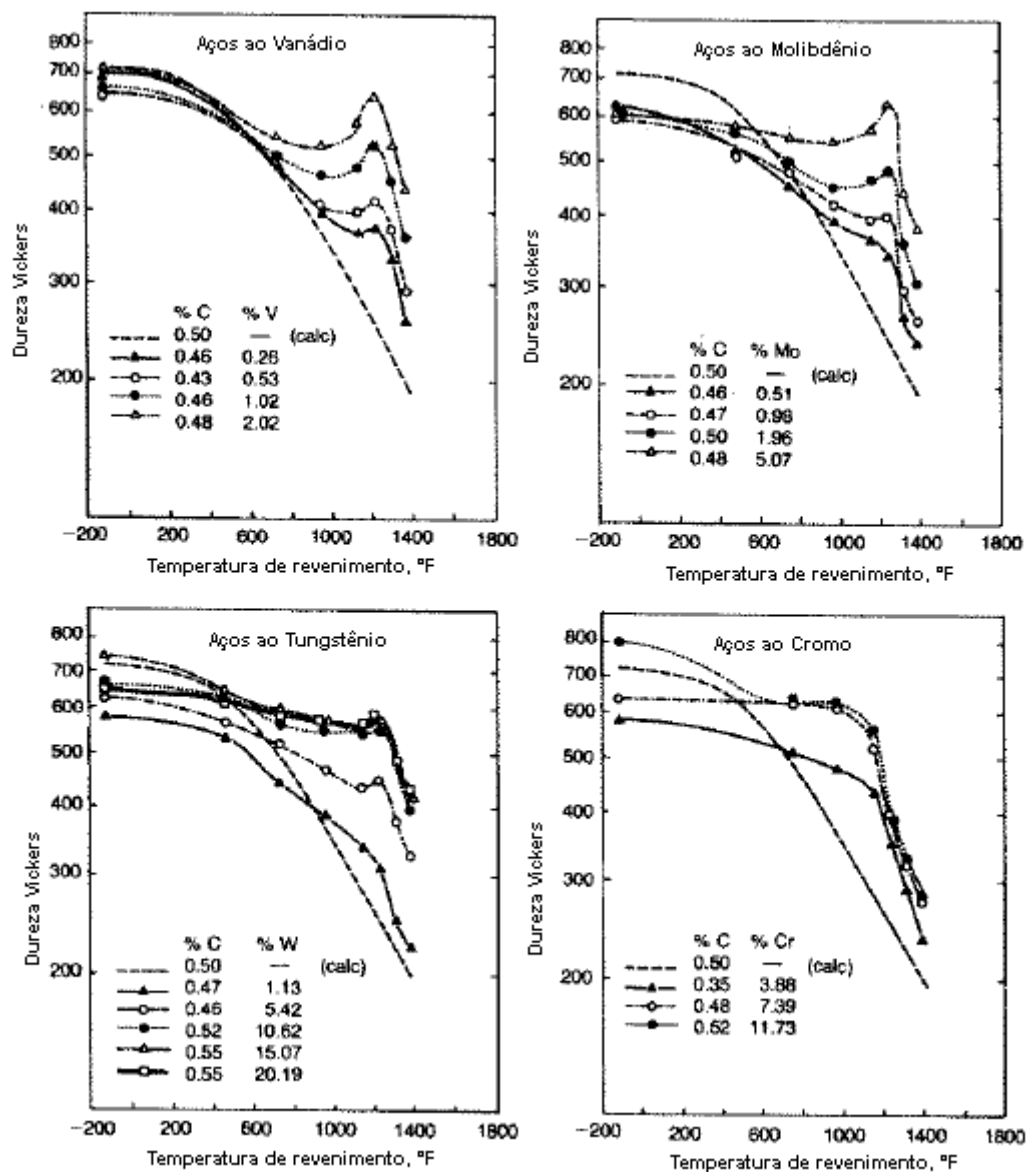 Aços ao Vanádio
800
700
600
500
400
300
200
Dureza Vickers
% C % V
0.50 — (calc)
0.46 0.26
0.43 0.53
0.46 1.02
0.48 2.02
−200 200 600 1000 1400 1800
Temperatura de revenimento, °F
Aços ao Molibdênio
800
700
600
500
400
300
200
Dureza Vickers
% C % Mo
0.50 — (calc)
0.46 0.51
0.47 0.98
0.50 1.96
0.48 5.07
−200 200 600 1000 1400 1800
Temperatura de revenimento, °F
Aços ao Tungstênio
800
700
600
500
400
300
200
Dureza Vickers
% C % W
0.50 — (calc)
0.47 1.13
0.46 5.42
0.52 10.62
0.55 15.07
0.55 20.19
−200 200 600 1000 1400 1800
Temperatura de revenimento, °F
Aços ao Cromo
800
700
600
500
400
300
200
Dureza Vickers
% C % Cr
0.50 — (calc)
0.35 3.88
0.48 7.39
0.52 11.73
−200 200 600 1000 1400 1800
Temperatura de revenimento, °F